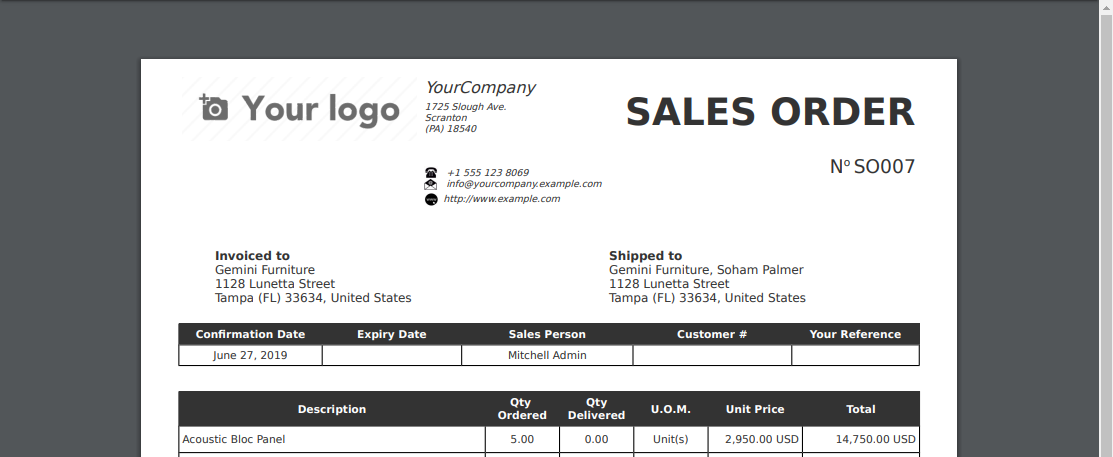 Your logo
YourCompany
1725 Slough Ave.
Scranton
(PA) 18540
+1 555 123 8069
info@yourcompany.example.com
http://www.example.com
SALES ORDER
Nº SO007
Invoiced to
Gemini Furniture
1128 Lunetta Street
Tampa (FL) 33634, United States
Shipped to
Gemini Furniture, Soham Palmer
1128 Lunetta Street
Tampa (FL) 33634, United States
Confirmation Date Expiry Date Sales Person Customer # Your Reference
June 27, 2019 Mitchell Admin
Description Qty Ordered Qty Delivered U.O.M. Unit Price Total
Acoustic Bloc Panel 5.00 0.00 Unit(s) 2,950.00 USD 14,750.00 USD